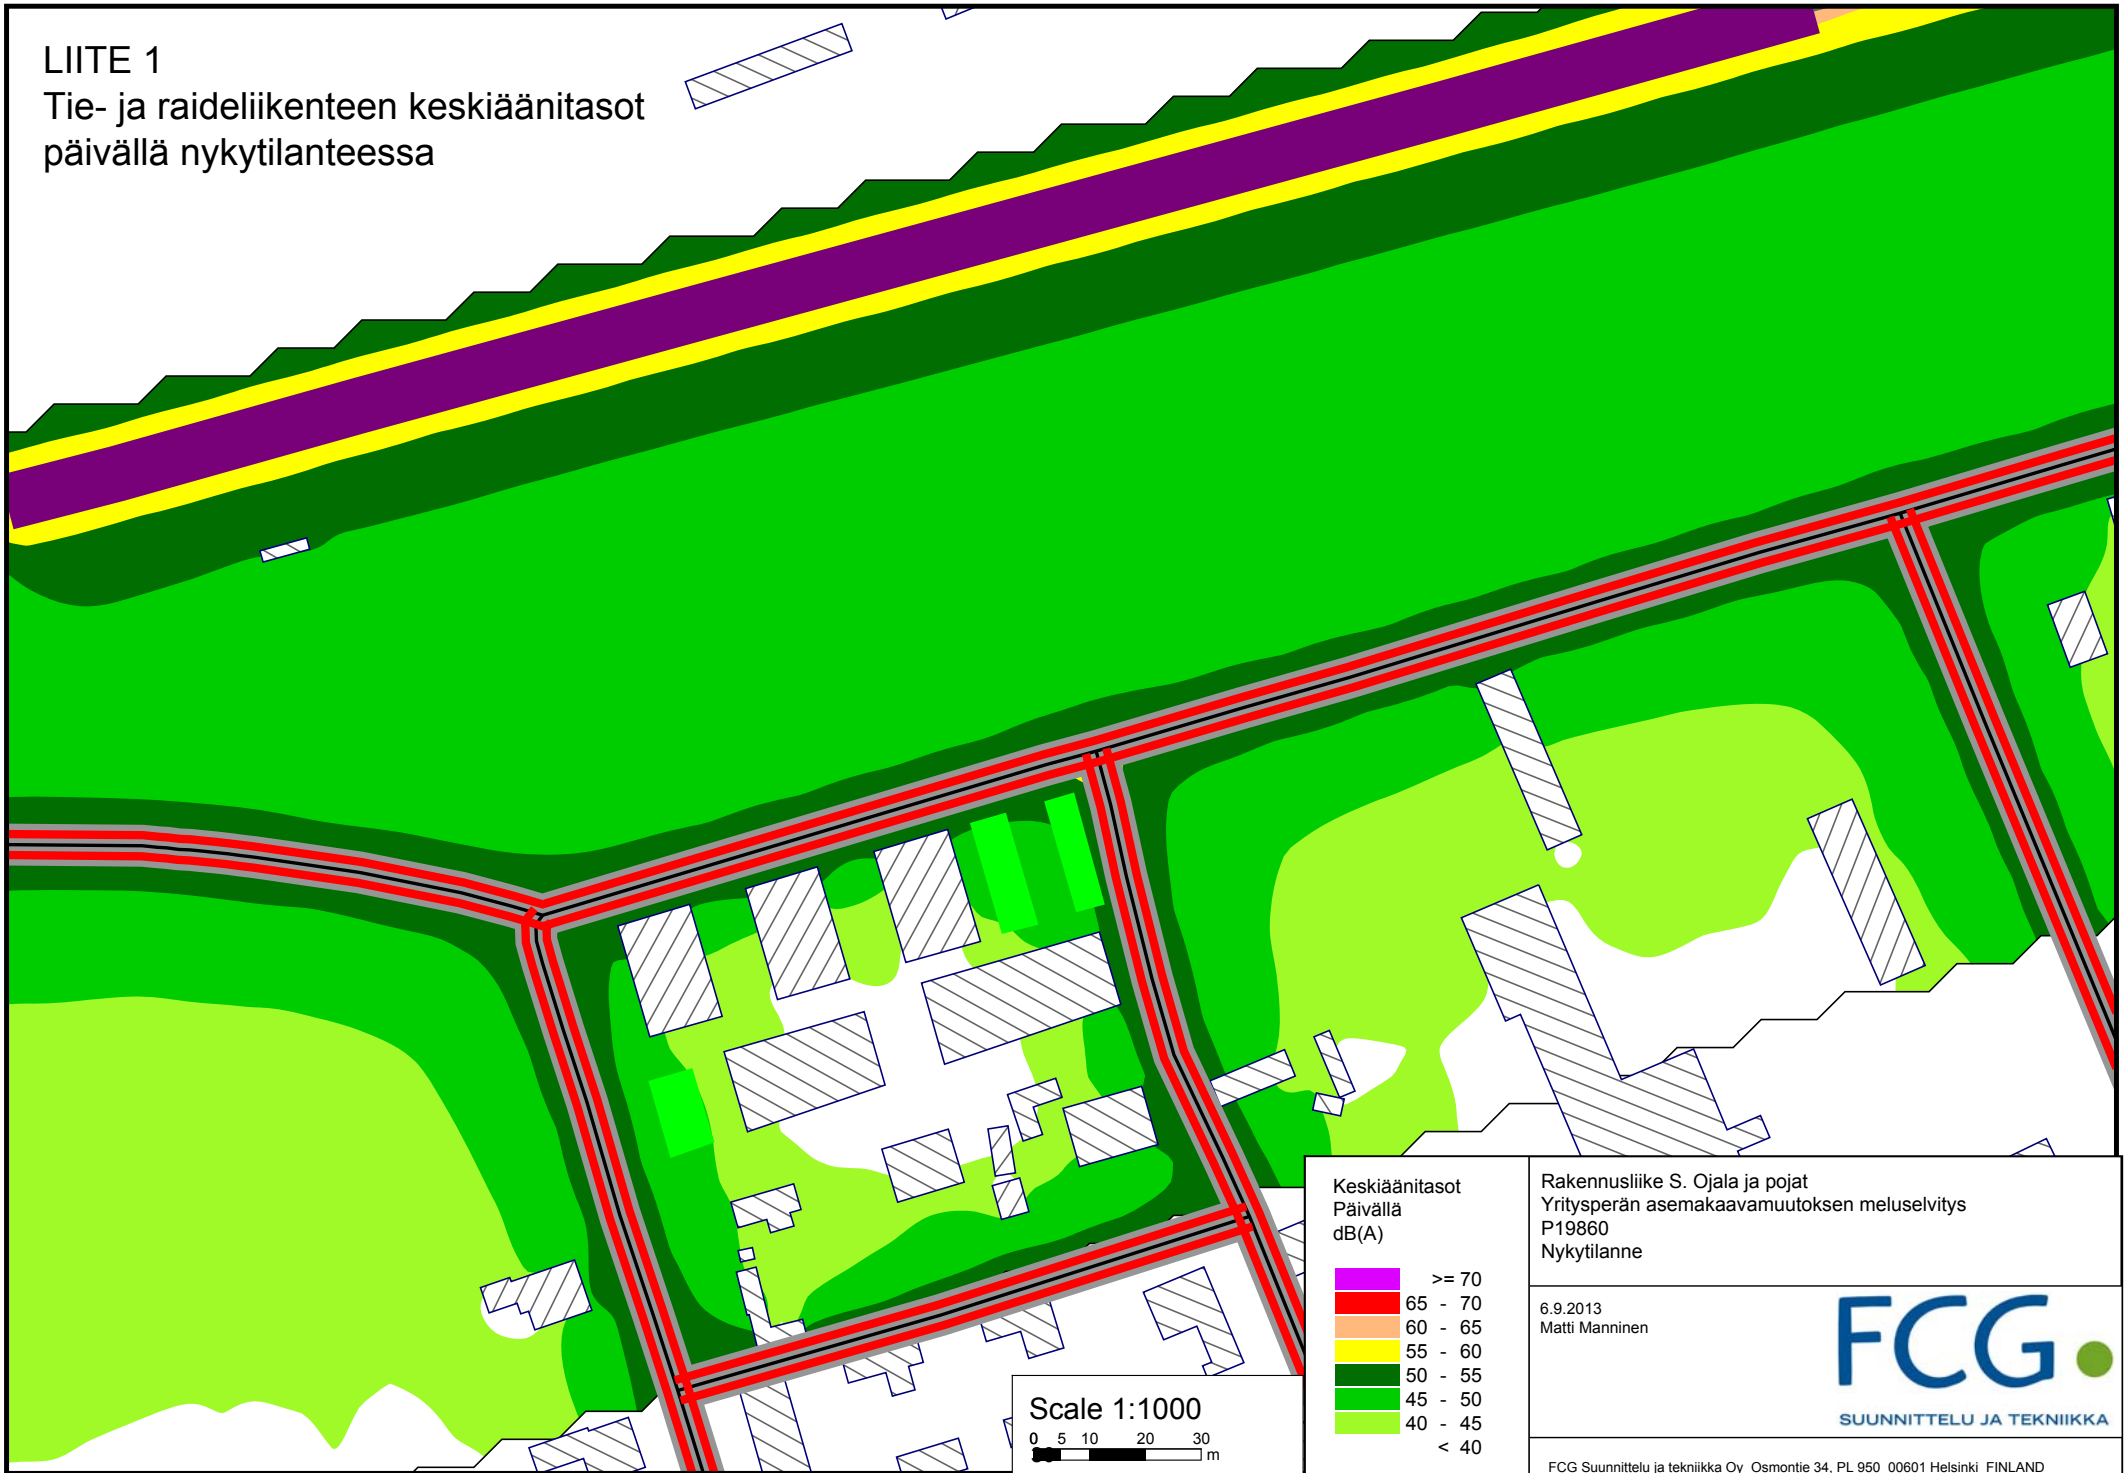 LIITE 1
Tie- ja raideliikenteen keskiäänitasot
päivällä nykytilanteessa
Scale 1:1000
0 5 10 20 30
m
Keskiäänitasot
Päivällä
dB(A)
>= 70
65 - 70
60 - 65
55 - 60
50 - 55
45 - 50
40 - 45
< 40
Rakennusliike S. Ojala ja pojat
Yritysperän asemakaavamuutoksen meluselvitys
P19860
Nykytilanne
6.9.2013
Matti Manninen
FCG
SUUNNITTELU JA TEKNIIKKA
FCG Suunnittelu ja tekniikka Oy Osmontie 34, PL 950 00601 Helsinki FINLAND